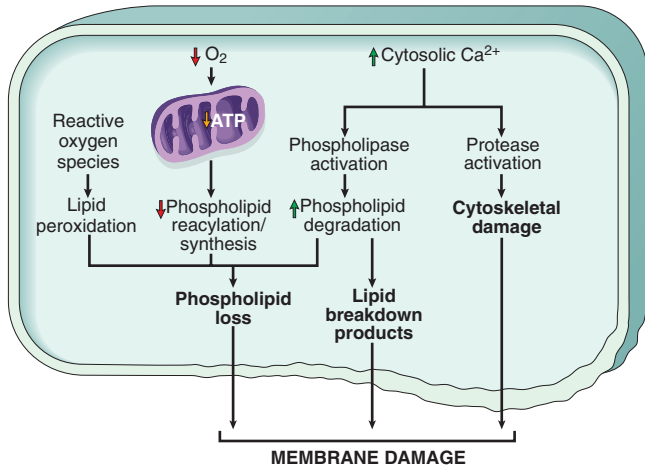 O₂
Cytosolic Ca²⁺
ATP
Reactive
oxygen
species
Phospholipase
activation
Protease
activation
Lipid
peroxidation
Phospholipid
reacylation/
synthesis
Phospholipid
degradation
Cytoskeletal
damage
Phospholipid
loss
Lipid
breakdown
products
MEMBRANE DAMAGE